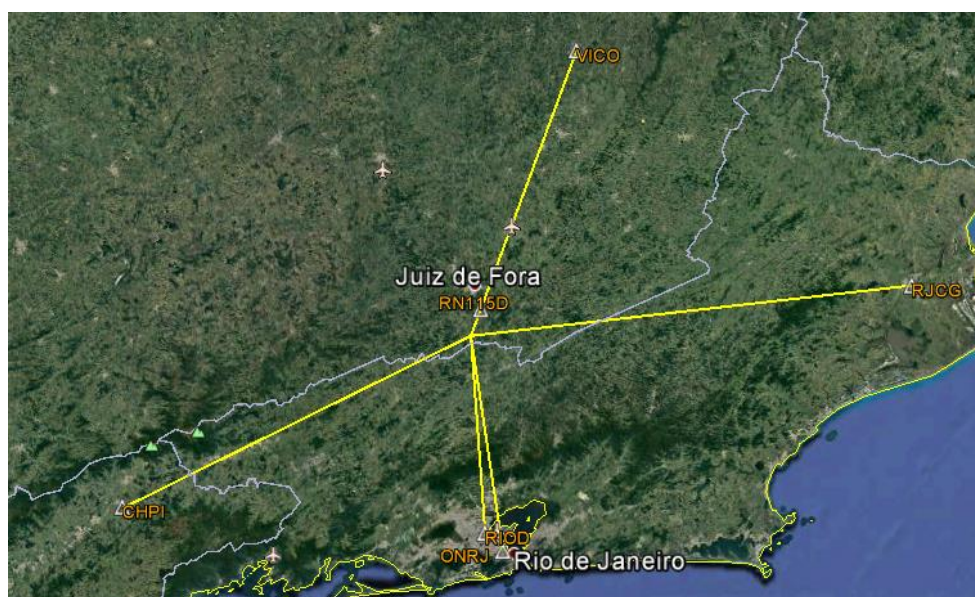 VICO
Juiz de Fora
RN115D
RJCG
CHPI
RIOD
ONRJ
Rio de Janeiro